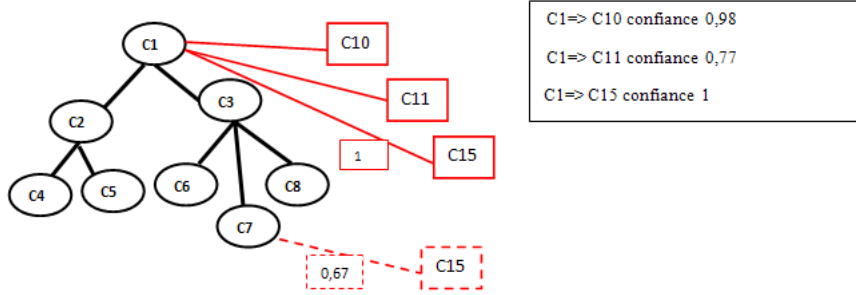 C1
C10
C11
C3
C2
C15
1
C4
C5
C6
C8
C7
0,67
C15
C1=> C10 confiance 0,98
C1=> C11 confiance 0,77
C1=> C15 confiance 1